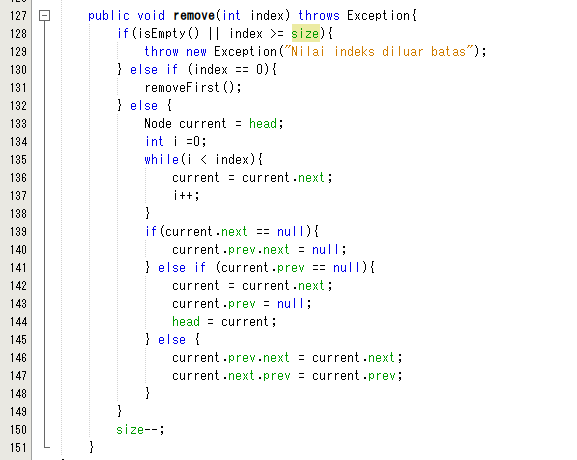 127 public void remove(int index) throws Exception{
128 if(isEmpty() || index >= size){
129 throw new Exception("Nilai indeks diluar batas");
130 } else if (index == 0){
131 removeFirst();
132 } else {
133 Node current = head;
134 int i =0;
135 while(i < index){
136 current = current.next;
137 i++;
138 }
139 if(current.next == null){
140 current.prev.next = null;
141 } else if (current.prev == null){
142 current = current.next;
143 current.prev = null;
144 head = current;
145 } else {
146 current.prev.next = current.next;
147 current.next.prev = current.prev;
148 }
149 }
150 size--;
151 }